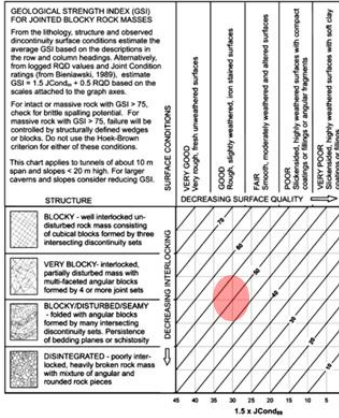 GEOLOGICAL STRENGTH INDEX (GSI)
FOR JOINTED BLOCKY ROCK MASSES
From the lithology, structure and observed
discontinuity surface conditions estimate the
average GSI based on the descriptions in
the row and column headings. Alternatively,
from logged RQD values and Joint Condition
ratings (from Bieniawski, 1989), estimate
GSI = 1.5 JCond₈₉ + 0.5 RQD based on the
scales attached to the graph axes.
For intact or massive rock with GSI > 75,
check for brittle spalling potential. For
massive rock with GSI > 75, failure will be
controlled by structurally defined wedges
or blocks. Do not use the Hoek-Brown
criterion for either of these conditions.
This chart applies to tunnels of about 10 m
span and slopes < 20 m high. For larger
caverns and slopes consider reducing GSI.
SURFACE CONDITIONS
VERY GOOD
Very rough, fresh unweathered surfaces
GOOD
Rough, slightly weathered, iron stained surfaces
FAIR
Smooth, moderately weathered and altered surfaces
POOR
Slickensided, highly weathered surfaces with compact
coatings or fillings or angular fragments
VERY POOR
Slickensided, highly weathered surfaces with soft clay
coatings or fillings
STRUCTURE
DECREASING SURFACE QUALITY
BLOCKY - well interlocked un-
disturbed rock mass consisting
of cubical blocks formed by three
intersecting discontinuity sets
VERY BLOCKY- interlocked,
partially disturbed mass with
multi-faceted angular blocks
formed by 4 or more joint sets
BLOCKY/DISTURBED/SEAMY
- folded with angular blocks
formed by many intersecting
discontinuity sets. Persistence
of bedding planes or schistosity
DISINTEGRATED - poorly inter-
locked, heavily broken rock mass
with mixture of angular and
rounded rock pieces
DECREASING INTERLOCKING
70
60
50
40
30
20
10
45 40 35 30 25 20 15 10 5
1.5 x JCond₈₉